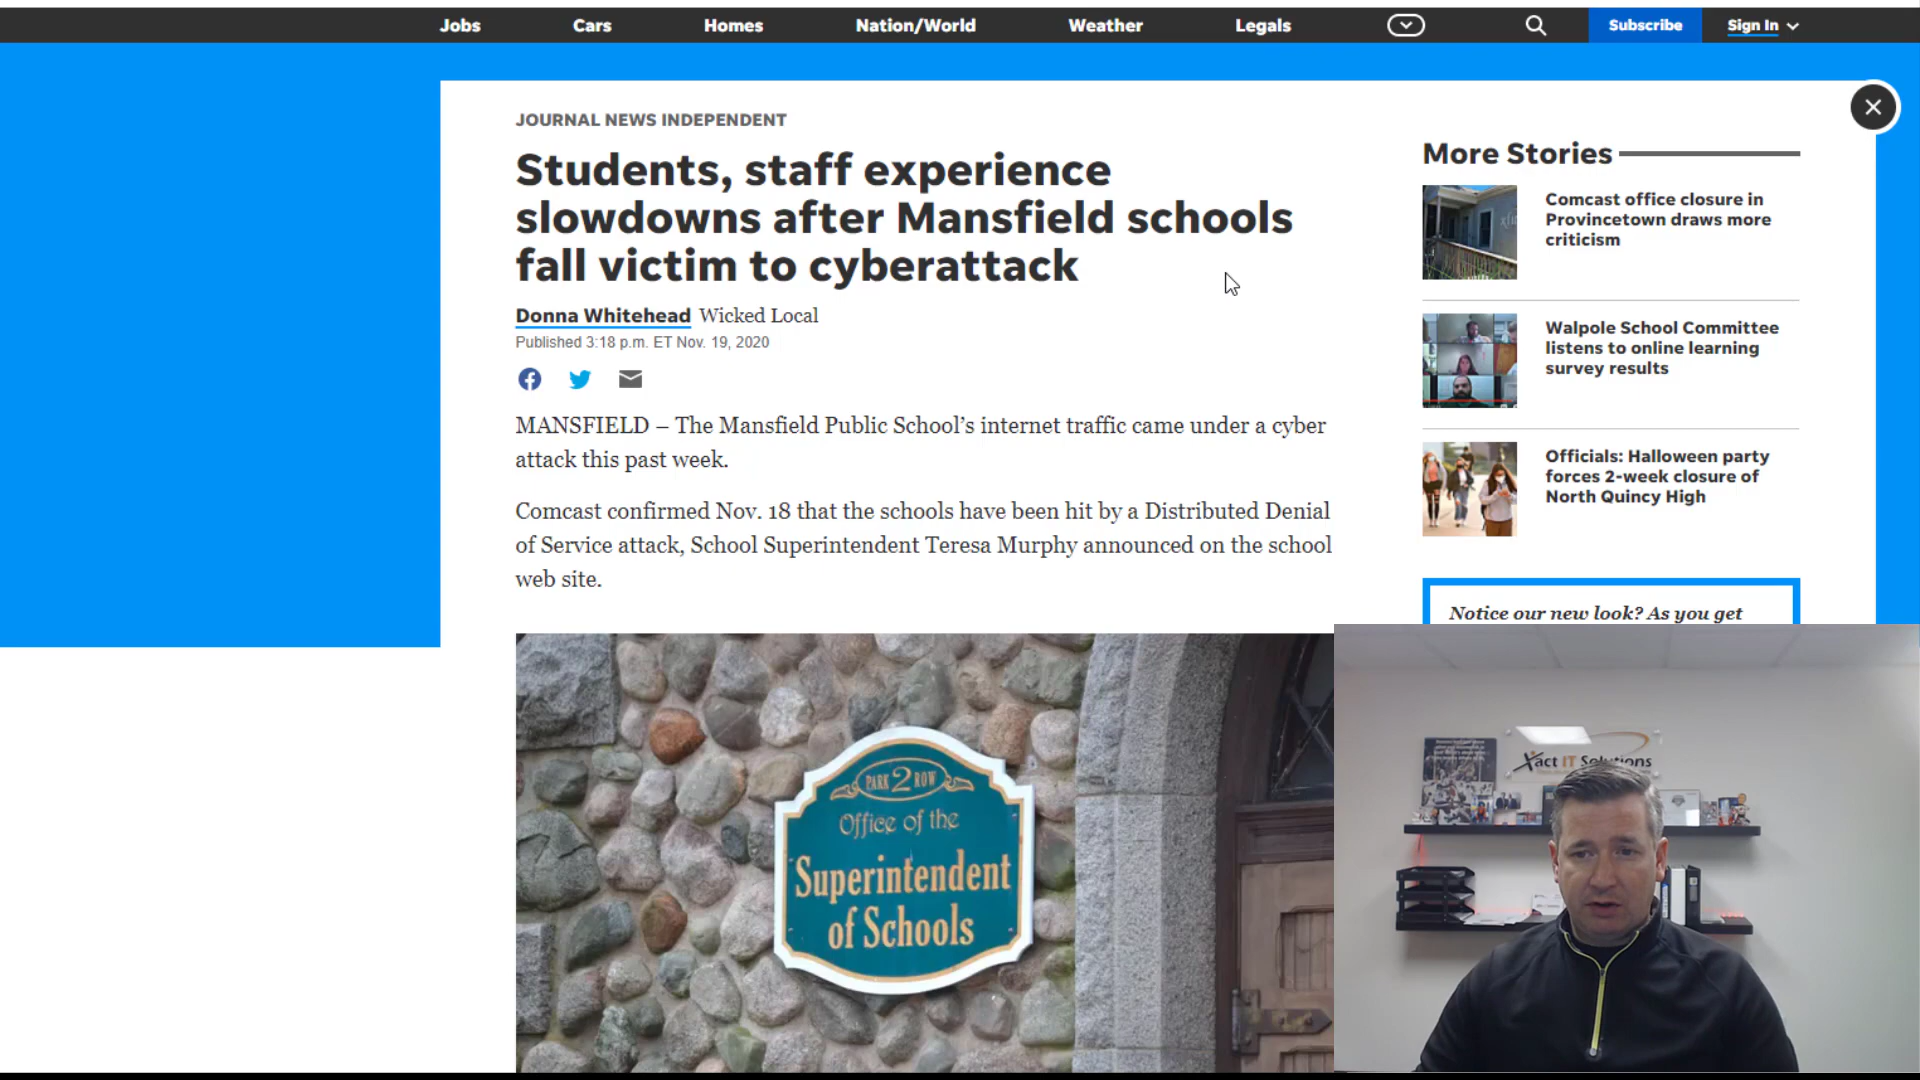 Jobs
Cars
Homes
Nation/World
Weather
Legals
Subscribe
Sign In
JOURNAL NEWS INDEPENDENT
Students, staff experience
slowdowns after Mansfield schools
fall victim to cyberattack
Donna Whitehead Wicked Local
Published 3:18 p.m. ET Nov. 19, 2020
MANSFIELD – The Mansfield Public School’s internet traffic came under a cyber
attack this past week.
Comcast confirmed Nov. 18 that the schools have been hit by a Distributed Denial
of Service attack, School Superintendent Teresa Murphy announced on the school
web site.
PARK 2 ROW
Office of the
Superintendent
of Schools
More Stories
Comcast office closure in
Provincetown draws more
criticism
Walpole School Committee
listens to online learning
survey results
Officials: Halloween party
forces 2-week closure of
North Quincy High
Notice our new look? As you get
Xact IT Solutions